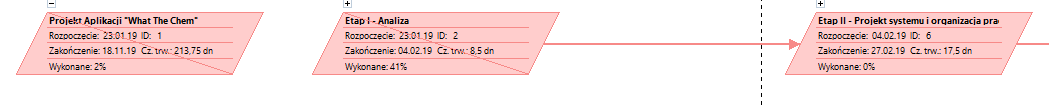 Projekt Aplikacji "What The Chem"
Rozpoczęcie: 23.01.19 ID: 1
Zakończenie: 18.11.19 Cz. trw.: 213,75 dn
Wykonane: 2%
Etap I - Analiza
Rozpoczęcie: 23.01.19 ID: 2
Zakończenie: 04.02.19 Cz. trw.: 8,5 dn
Wykonane: 41%
Etap II - Projekt systemu i organizacja
Rozpoczęcie: 04.02.19 ID: 6
Zakończenie: 27.02.19 Cz. trw.: 17,5 dn
Wykonane: 0%